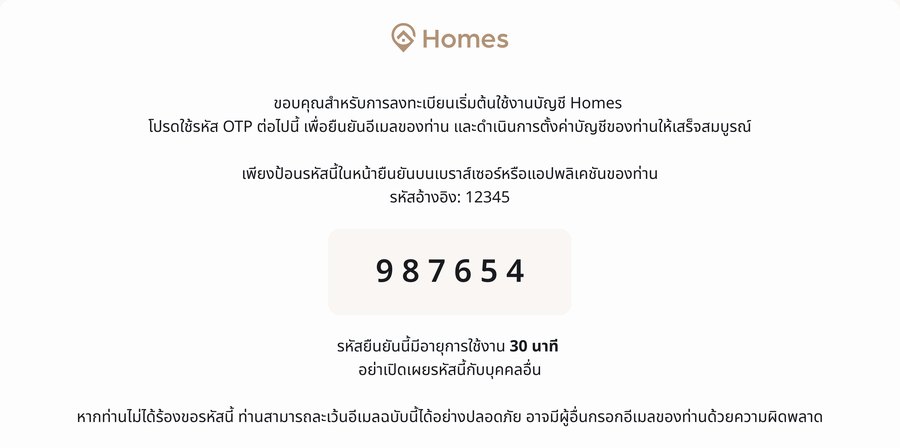 Homes
ขอบคุณสำหรับการลงทะเบียนเริ่มต้นใช้งานบัญชี Homes
โปรดใช้รหัส OTP ต่อไปนี้ เพื่อยืนยันอีเมลของท่าน และดำเนินการตั้งค่าบัญชีของท่านให้เสร็จสมบูรณ์
เพียงป้อนรหัสนี้ในหน้ายืนยันบนเบราส์เซอร์หรือแอปพลิเคชันของท่าน
รหัสอ้างอิง: 12345
987654
รหัสยืนยันนี้มีอายุการใช้งาน 30 นาที
อย่าเปิดเผยรหัสนี้กับบุคคลอื่น
หากท่านไม่ได้ร้องขอรหัสนี้ ท่านสามารถละเว้นอีเมลฉบับนี้ได้อย่างปลอดภัย อาจมีผู้อื่นกรอกอีเมลของท่านด้วยความผิดพลาด